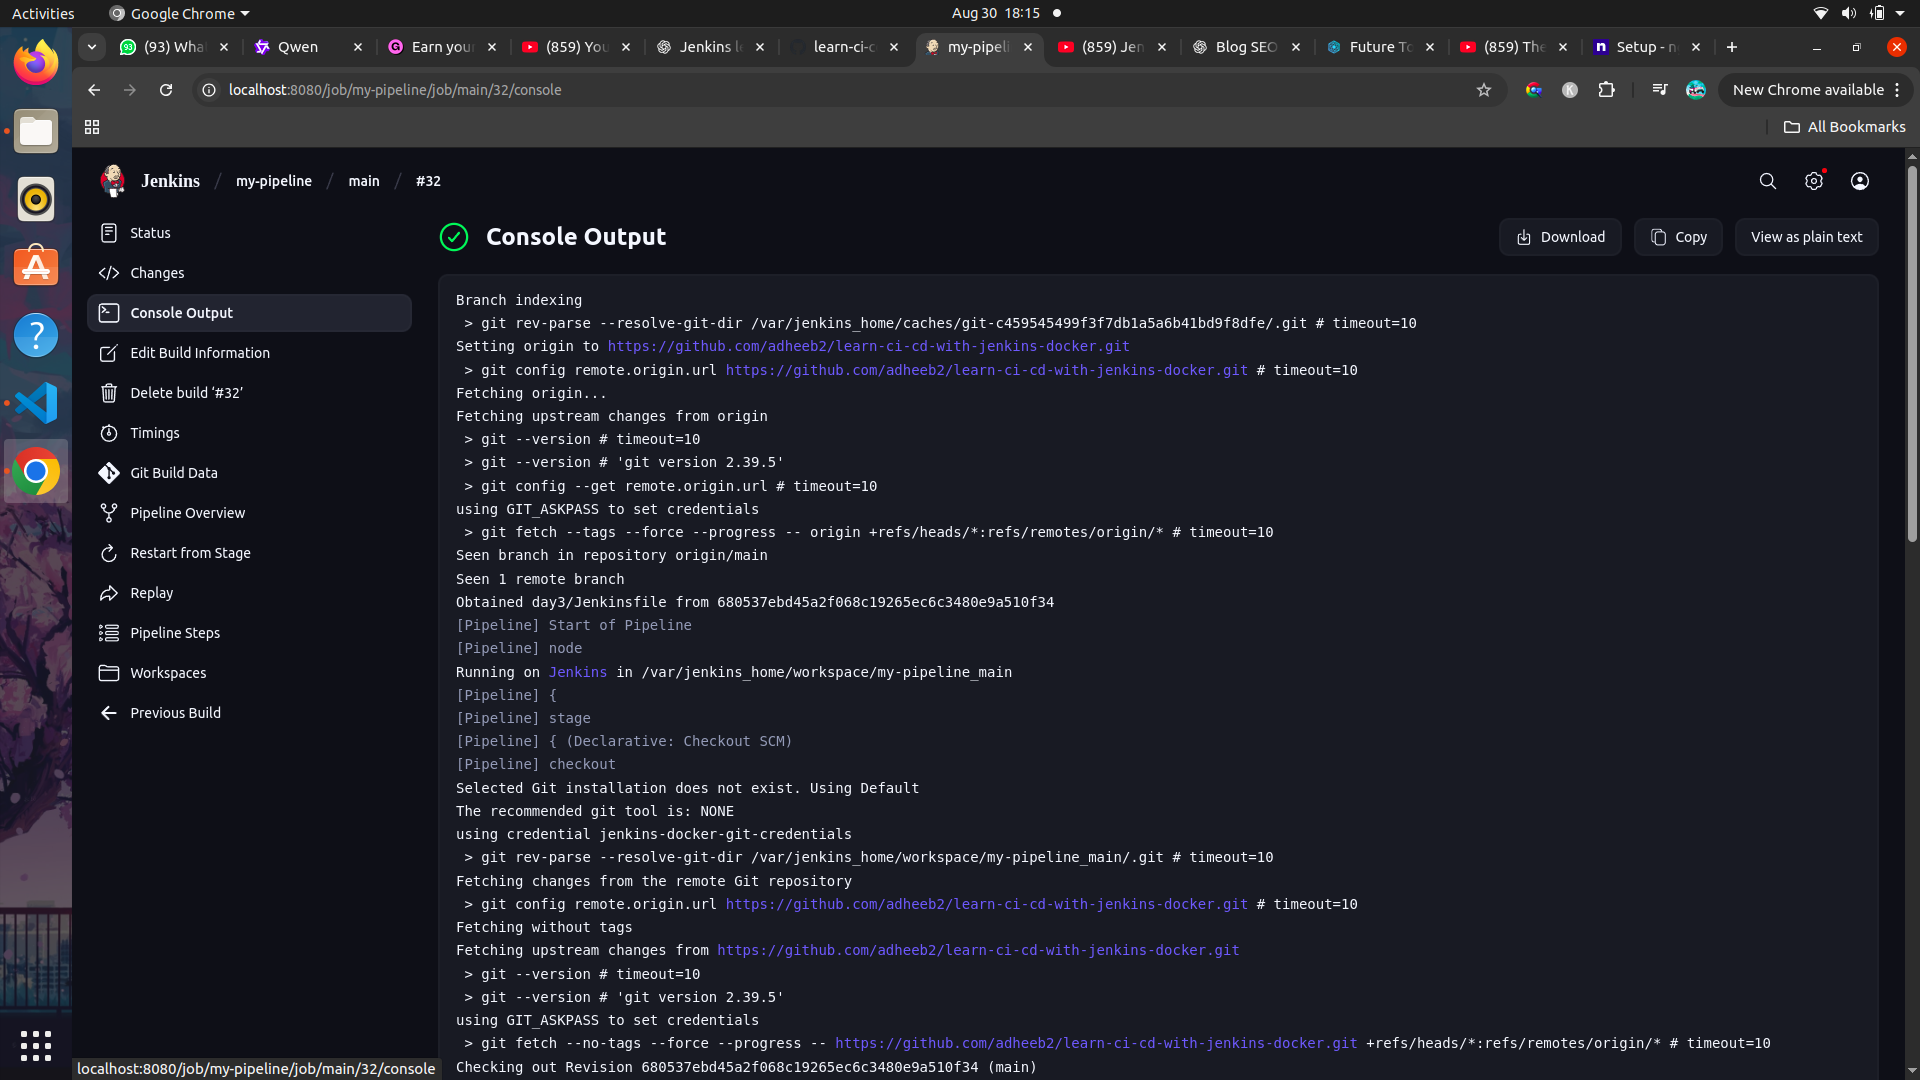 Activities
Google Chrome
Aug 30 18:15
(93) Wha
Qwen
Earn your
(859) You
Jenkins l
learn-ci-c
my-pipeli
(859) Jen
Blog SEO
Future To
(859) The
Setup - n
localhost:8080/job/my-pipeline/job/main/32/console
New Chrome available
All Bookmarks
Jenkins / my-pipeline / main / #32
Status
Changes
Console Output
Edit Build Information
Delete build ‘#32’
Timings
Git Build Data
Pipeline Overview
Restart from Stage
Replay
Pipeline Steps
Workspaces
Previous Build
Console Output
Download
Copy
View as plain text
Branch indexing
> git rev-parse --resolve-git-dir /var/jenkins_home/caches/git-c459545499f3f7db1a5a6b41bd9f8dfe/.git # timeout=10
Setting origin to https://github.com/adheeb2/learn-ci-cd-with-jenkins-docker.git
> git config remote.origin.url https://github.com/adheeb2/learn-ci-cd-with-jenkins-docker.git # timeout=10
Fetching origin...
Fetching upstream changes from origin
> git --version # timeout=10
> git --version # 'git version 2.39.5'
> git config --get remote.origin.url # timeout=10
using GIT_ASKPASS to set credentials
> git fetch --tags --force --progress -- origin +refs/heads/*:refs/remotes/origin/* # timeout=10
Seen branch in repository origin/main
Seen 1 remote branch
Obtained day3/Jenkinsfile from 680537ebd45a2f068c19265ec6c3480e9a510f34
[Pipeline] Start of Pipeline
[Pipeline] node
Running on Jenkins in /var/jenkins_home/workspace/my-pipeline_main
[Pipeline] {
[Pipeline] stage
[Pipeline] { (Declarative: Checkout SCM)
[Pipeline] checkout
Selected Git installation does not exist. Using Default
The recommended git tool is: NONE
using credential jenkins-docker-git-credentials
> git rev-parse --resolve-git-dir /var/jenkins_home/workspace/my-pipeline_main/.git # timeout=10
Fetching changes from the remote Git repository
> git config remote.origin.url https://github.com/adheeb2/learn-ci-cd-with-jenkins-docker.git # timeout=10
Fetching without tags
Fetching upstream changes from https://github.com/adheeb2/learn-ci-cd-with-jenkins-docker.git
> git --version # timeout=10
> git --version # 'git version 2.39.5'
using GIT_ASKPASS to set credentials
> git fetch --no-tags --force --progress -- https://github.com/adheeb2/learn-ci-cd-with-jenkins-docker.git +refs/heads/*:refs/remotes/origin/* # timeout=10
Checking out Revision 680537ebd45a2f068c19265ec6c3480e9a510f34 (main)
localhost:8080/job/my-pipeline/job/main/32/console